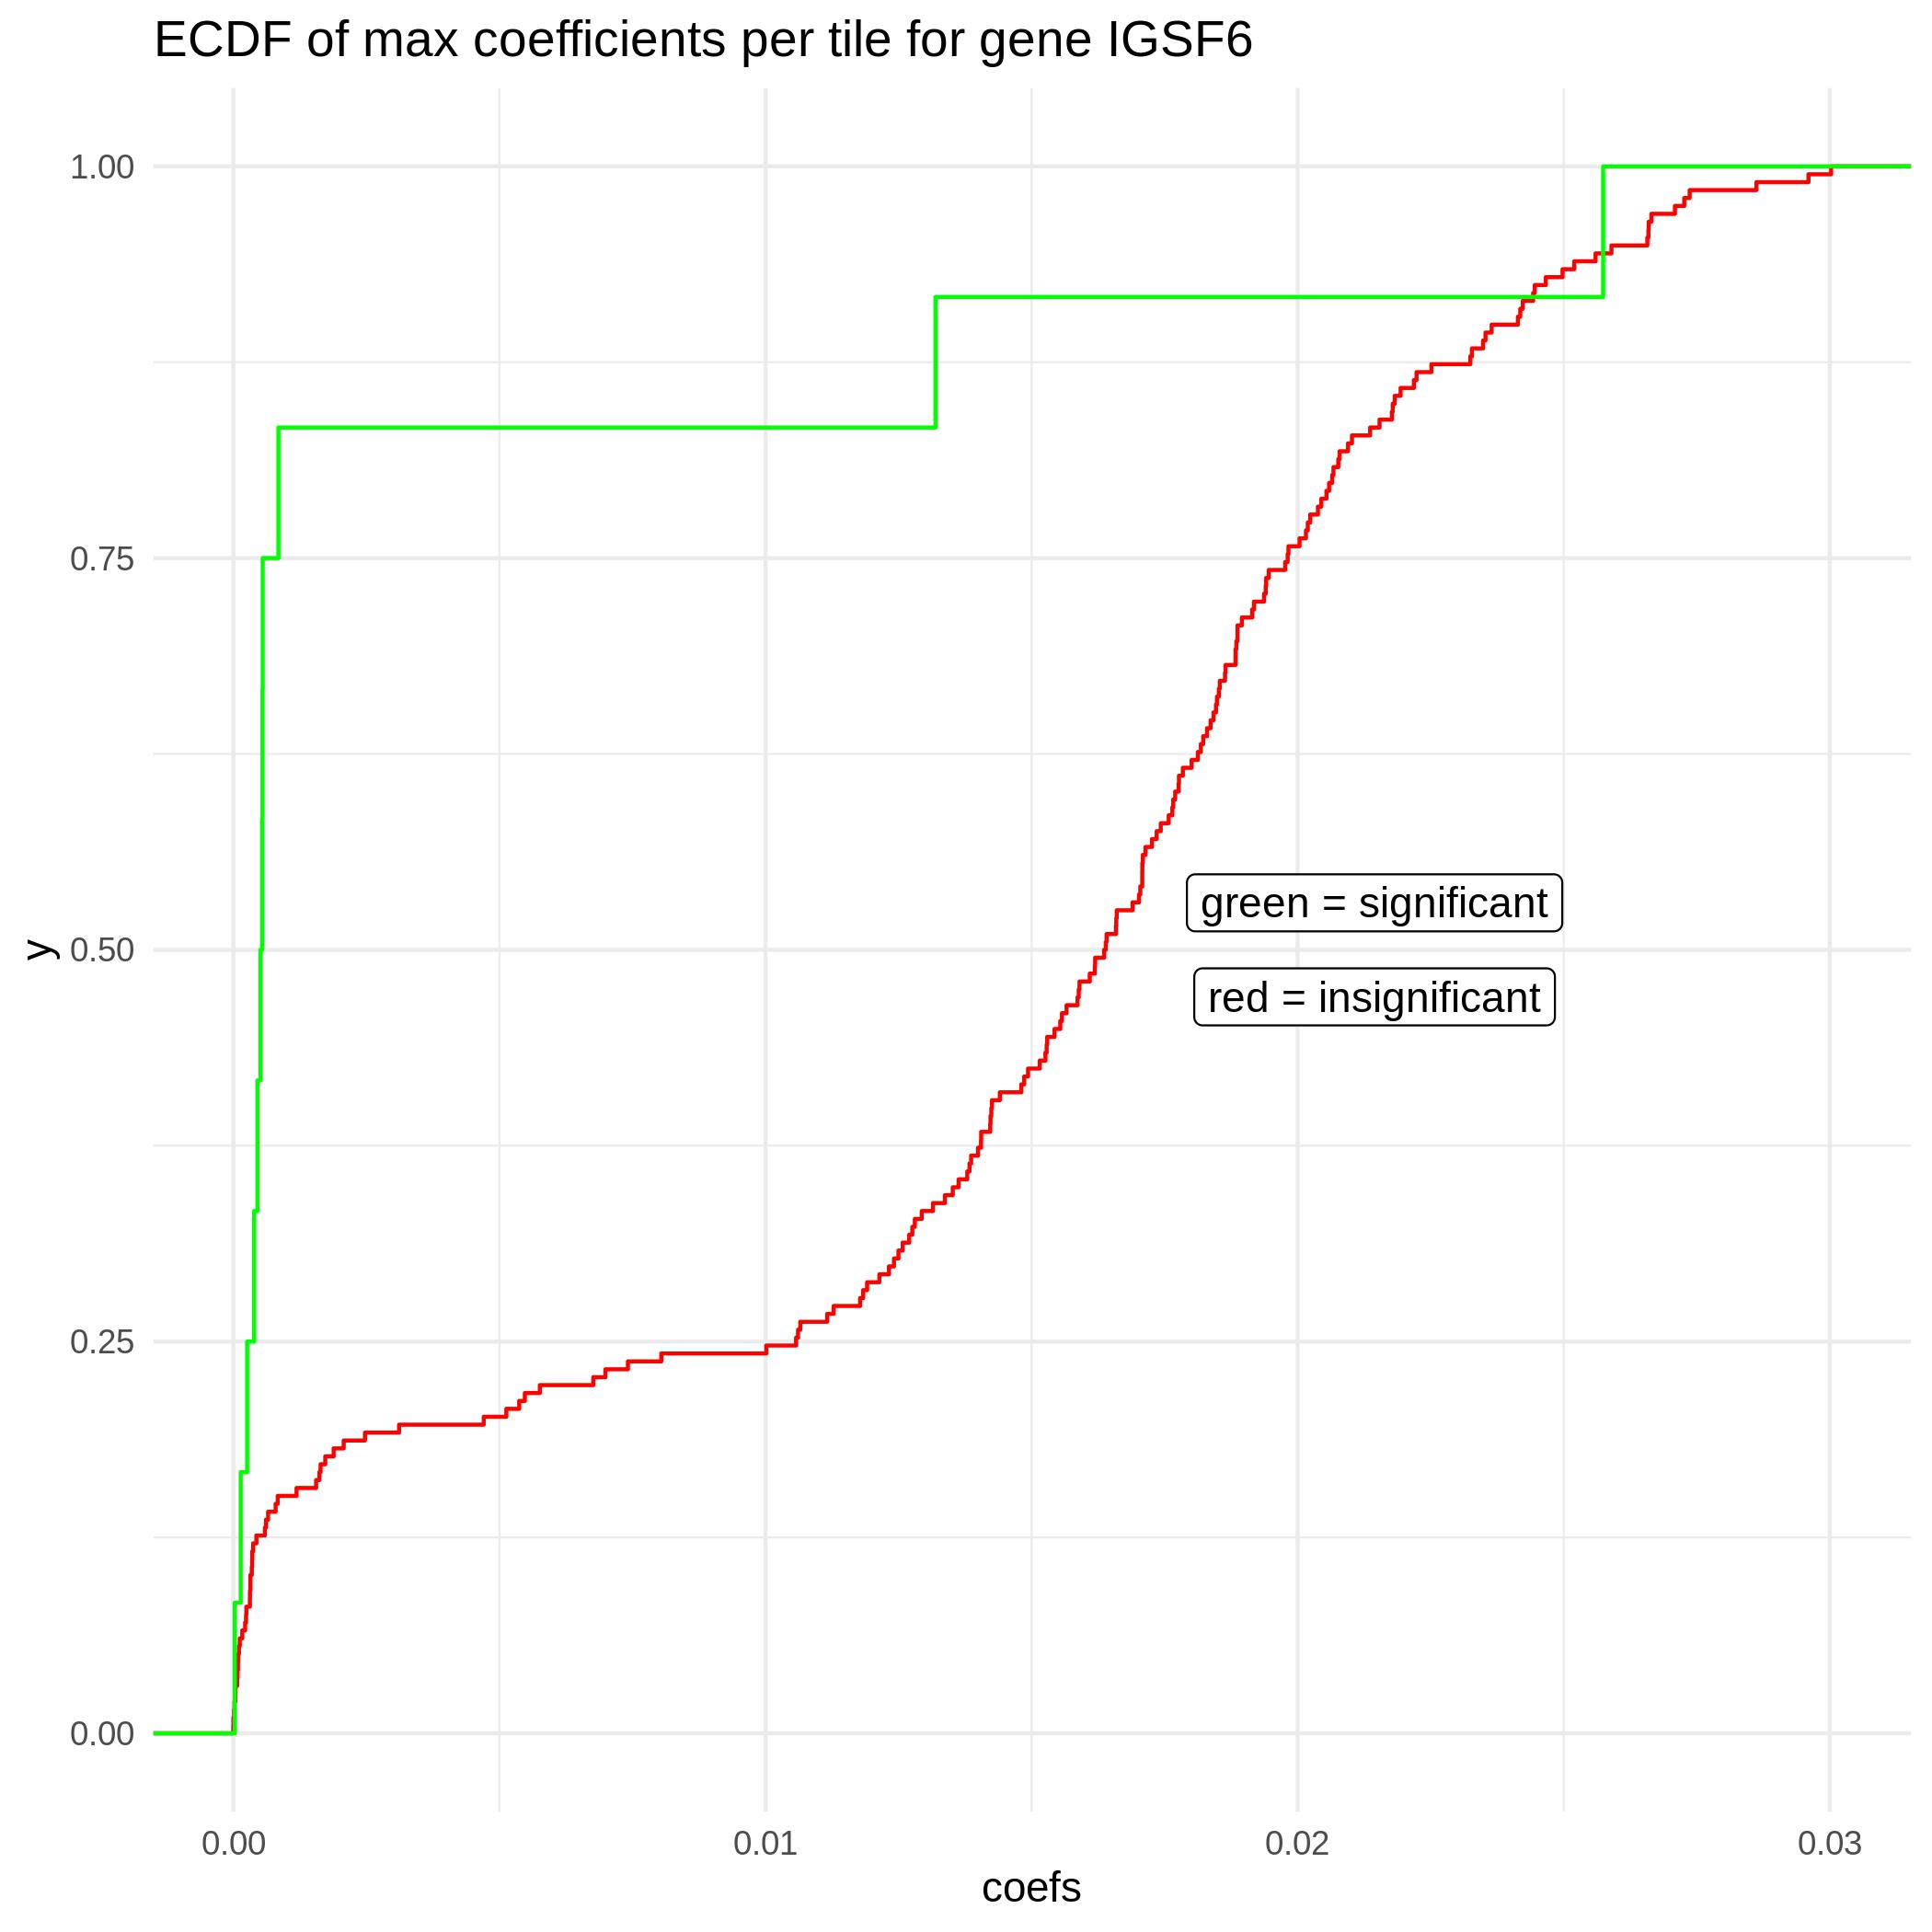 ECDF of max coefficients per tile for gene IGSF6
1.00
0.75
0.50
0.25
0.00
y
green = significant
red = insignificant
0.00 0.01 0.02 0.03
coefs